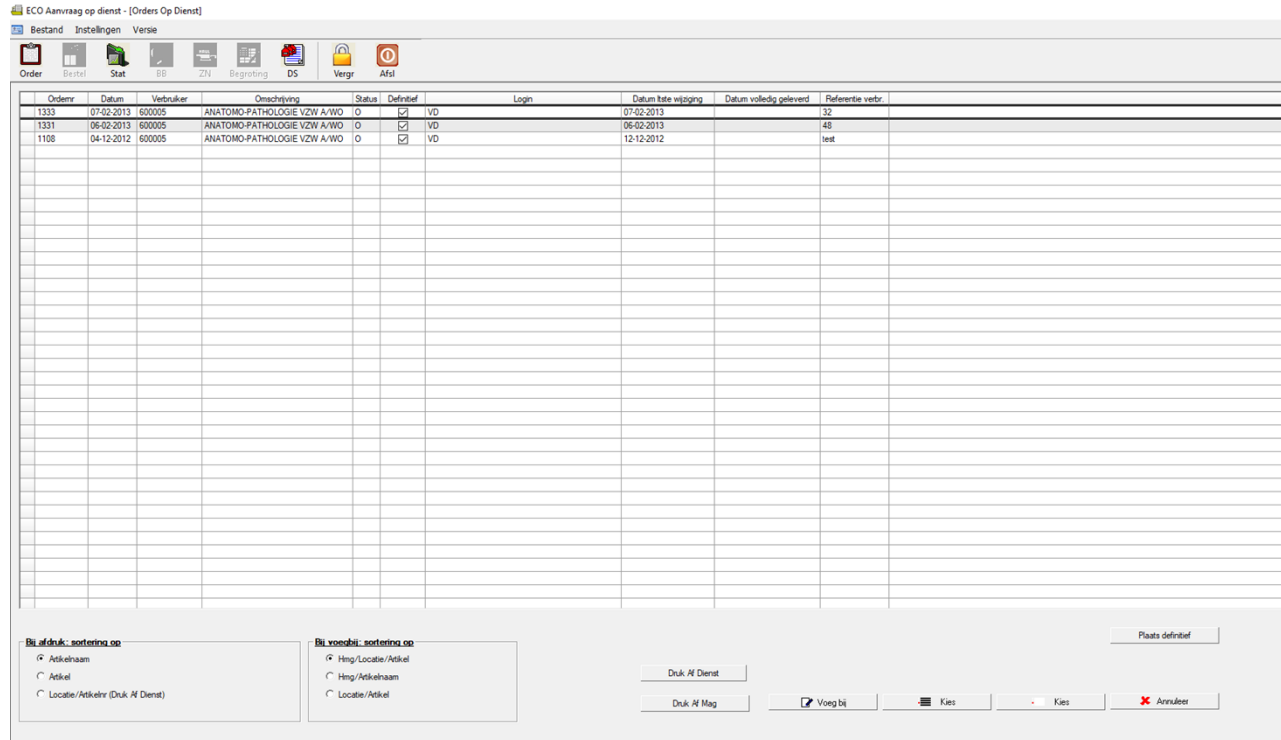 ECO Aanvraag op dienst - [Orders Op Dienst]
Bestand Instellingen Versie
Order Bestel Stat BB ZN Begroting DS Vergr Afsl
Ordernr Datum Verbruiker Omschrijving Status Definitief Login Datum ltste wijziging Datum volledig geleverd Referentie verbr.
1333 07-02-2013 600005 ANATOMO-PATHOLOGIE VZW A/WO O VD 07-02-2013 32
1331 06-02-2013 600005 ANATOMO-PATHOLOGIE VZW A/WO O VD 06-02-2013 48
1108 04-12-2012 600005 ANATOMO-PATHOLOGIE VZW A/WO O VD 12-12-2012 test
Bij afdruk: sortering op
Artikelnaam
Artikel
Locatie/Artikelnr (Druk Af Dienst)
Bij voegbij: sortering op
Hmg/Locatie/Artikel
Hmg/Artikelnaam
Locatie/Artikel
Plaats definitief
Druk Af Dienst
Druk Af Mag Voeg bij Kies Kies Annuleer